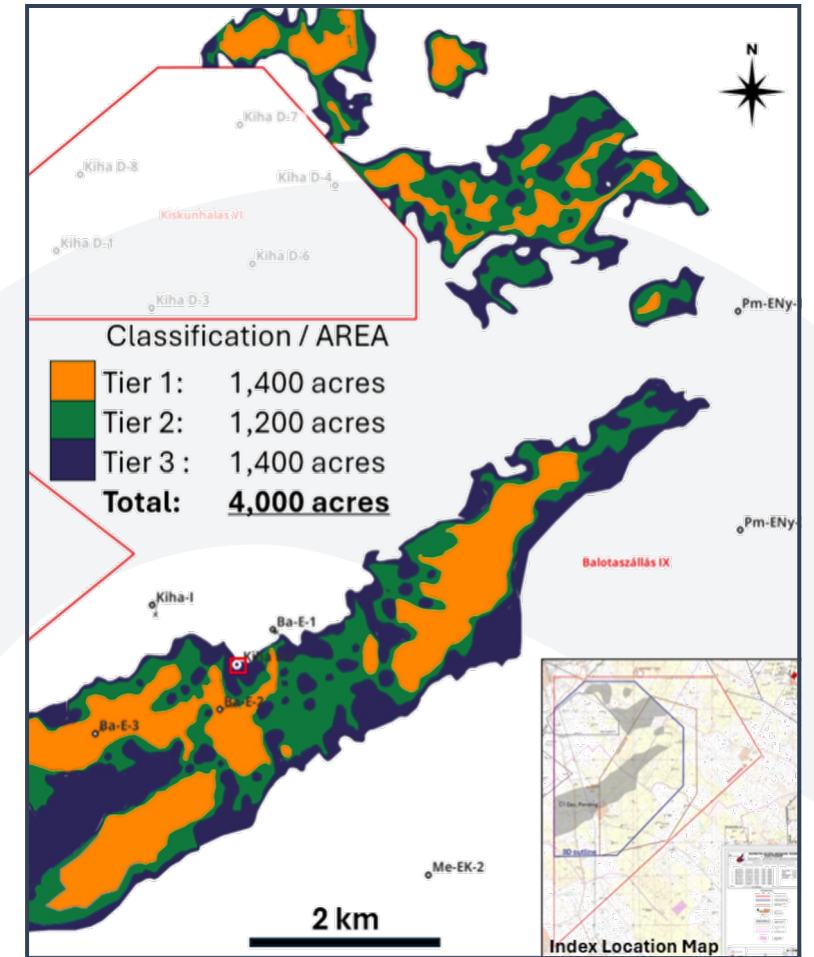 N
Kiha D-7
Kiha D-8
Kiha D-4
Kiskunhalas VI
Kiha D-1
Kiha D-6
Kiha D-3
Pm-ENy-
Classification / AREA
Tier 1: 1,400 acres
Tier 2: 1,200 acres
Tier 3 : 1,400 acres
Total: 4,000 acres
Pm-ENy-
Balotaszállás IX
Kiha-I
Ba-E-1
Ba-E-2
Ba-E-3
Me-EK-2
2 km
3D outline
Index Location Map